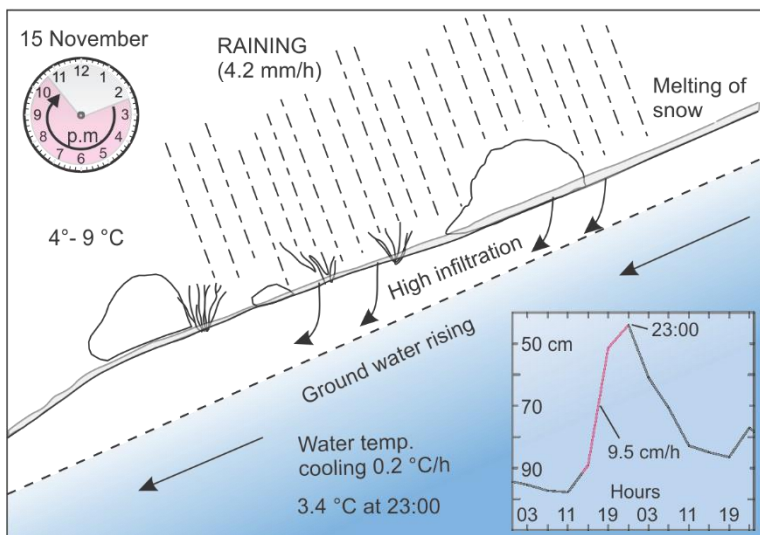 15 November
12
1
2
3
4
5
6
7
8
9
10
11
p.m
RAINING
(4.2 mm/h)
Melting of
snow
4°- 9 °C
High infiltration
Ground water rising
Water temp.
cooling 0.2 °C/h
3.4 °C at 23:00
50 cm
23:00
70
9.5 cm/h
90
Hours
03 11 19 03 11 19